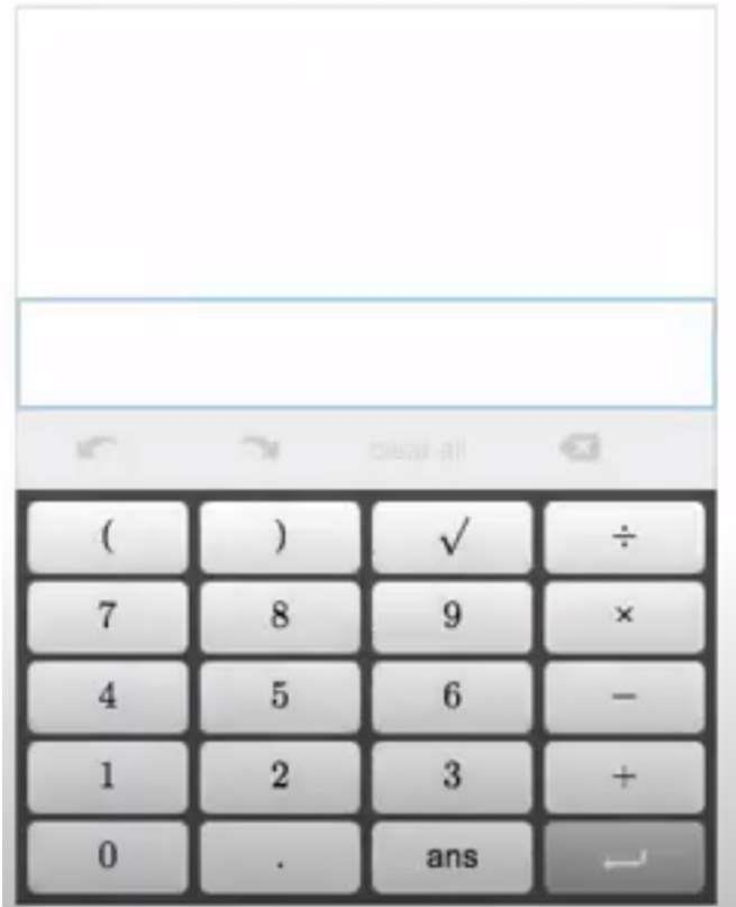 clear all
( ) √ ÷
7 8 9 ×
4 5 6 −
1 2 3 +
0 . ans